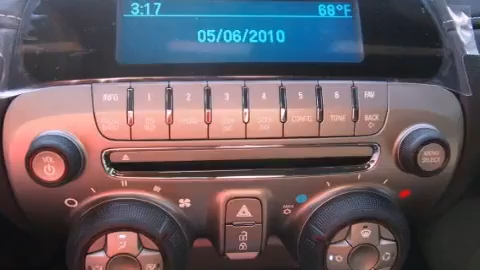 3:17 68°F
05/06/2010
INFO 1 2 3 4 5 6 FAV
CONFIG TONE BACK
VOL
MENU
SELECT